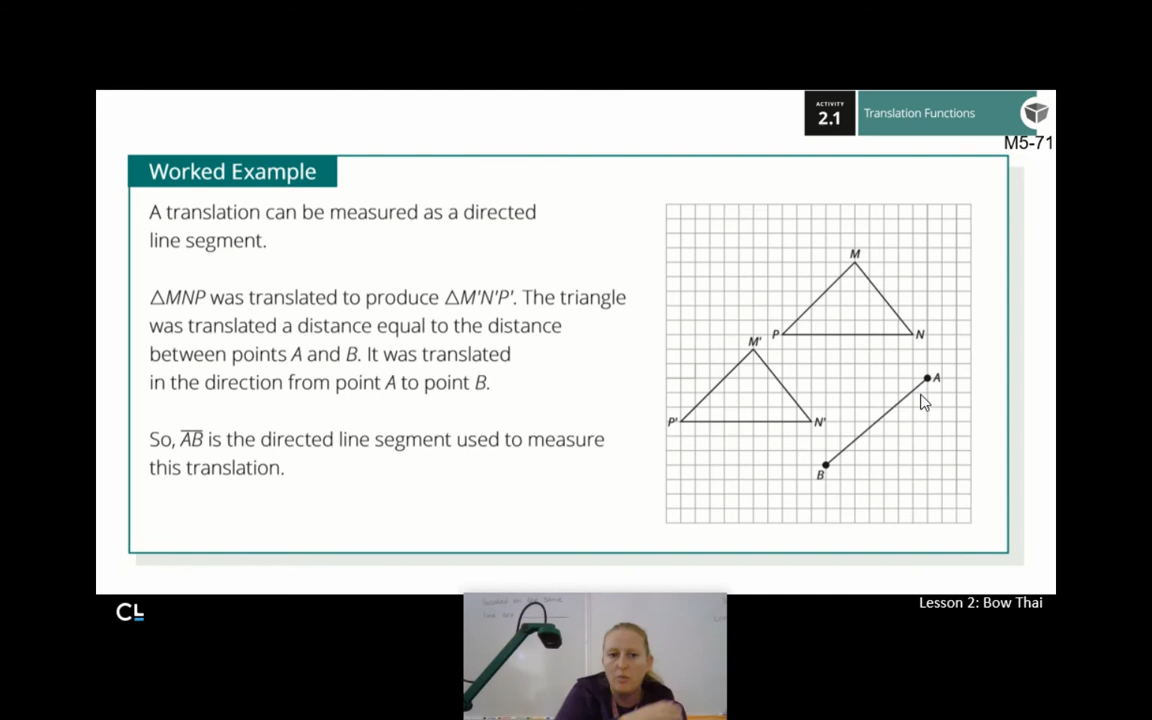 ACTIVITY
2.1
Translation Functions
M5-71
Worked Example
A translation can be measured as a directed
line segment.
△MNP was translated to produce △M'N'P'. The triangle
was translated a distance equal to the distance
between points A and B. It was translated
in the direction from point A to point B.
So, A̅B̅ is the directed line segment used to measure
this translation.
M
P
N
M'
A
P'
N'
B
CL
Lesson 2: Bow Thai